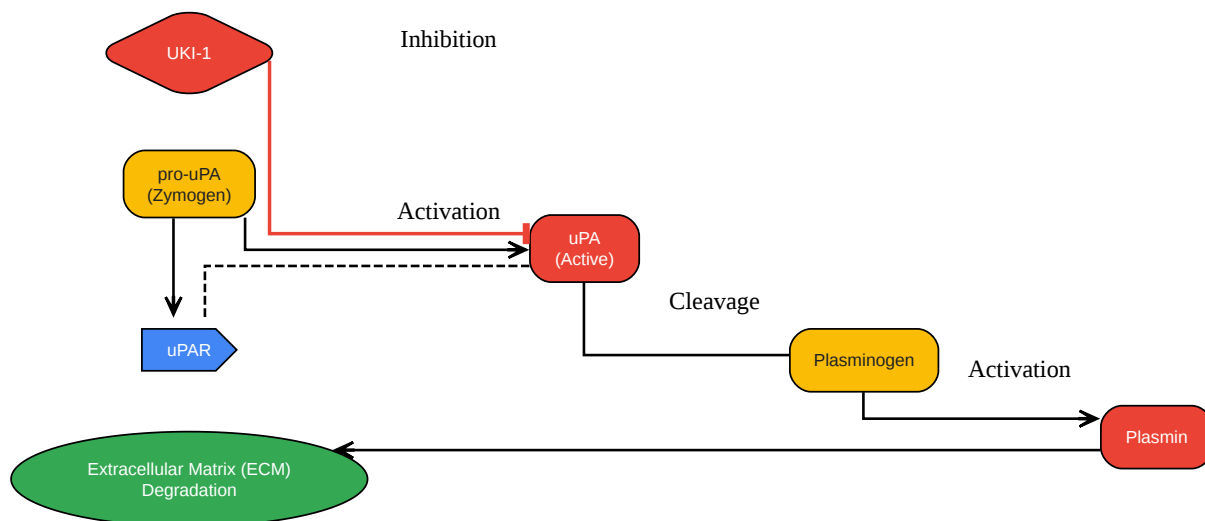 UKI-1
Inhibition
pro-uPA
(Zymogen)
Activation
uPA
(Active)
Cleavage
uPAR
Plasminogen
Activation
Plasmin
Extracellular Matrix (ECM)
Degradation